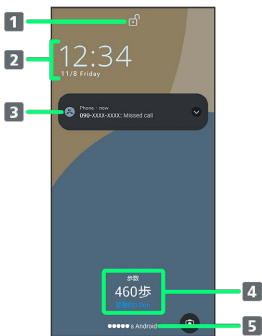 1
2
12:34
11/8 Friday
3
Phone・now
090-XXXX-XXXX: Missed call
歩数
460歩
4
●●●●● a Android
5